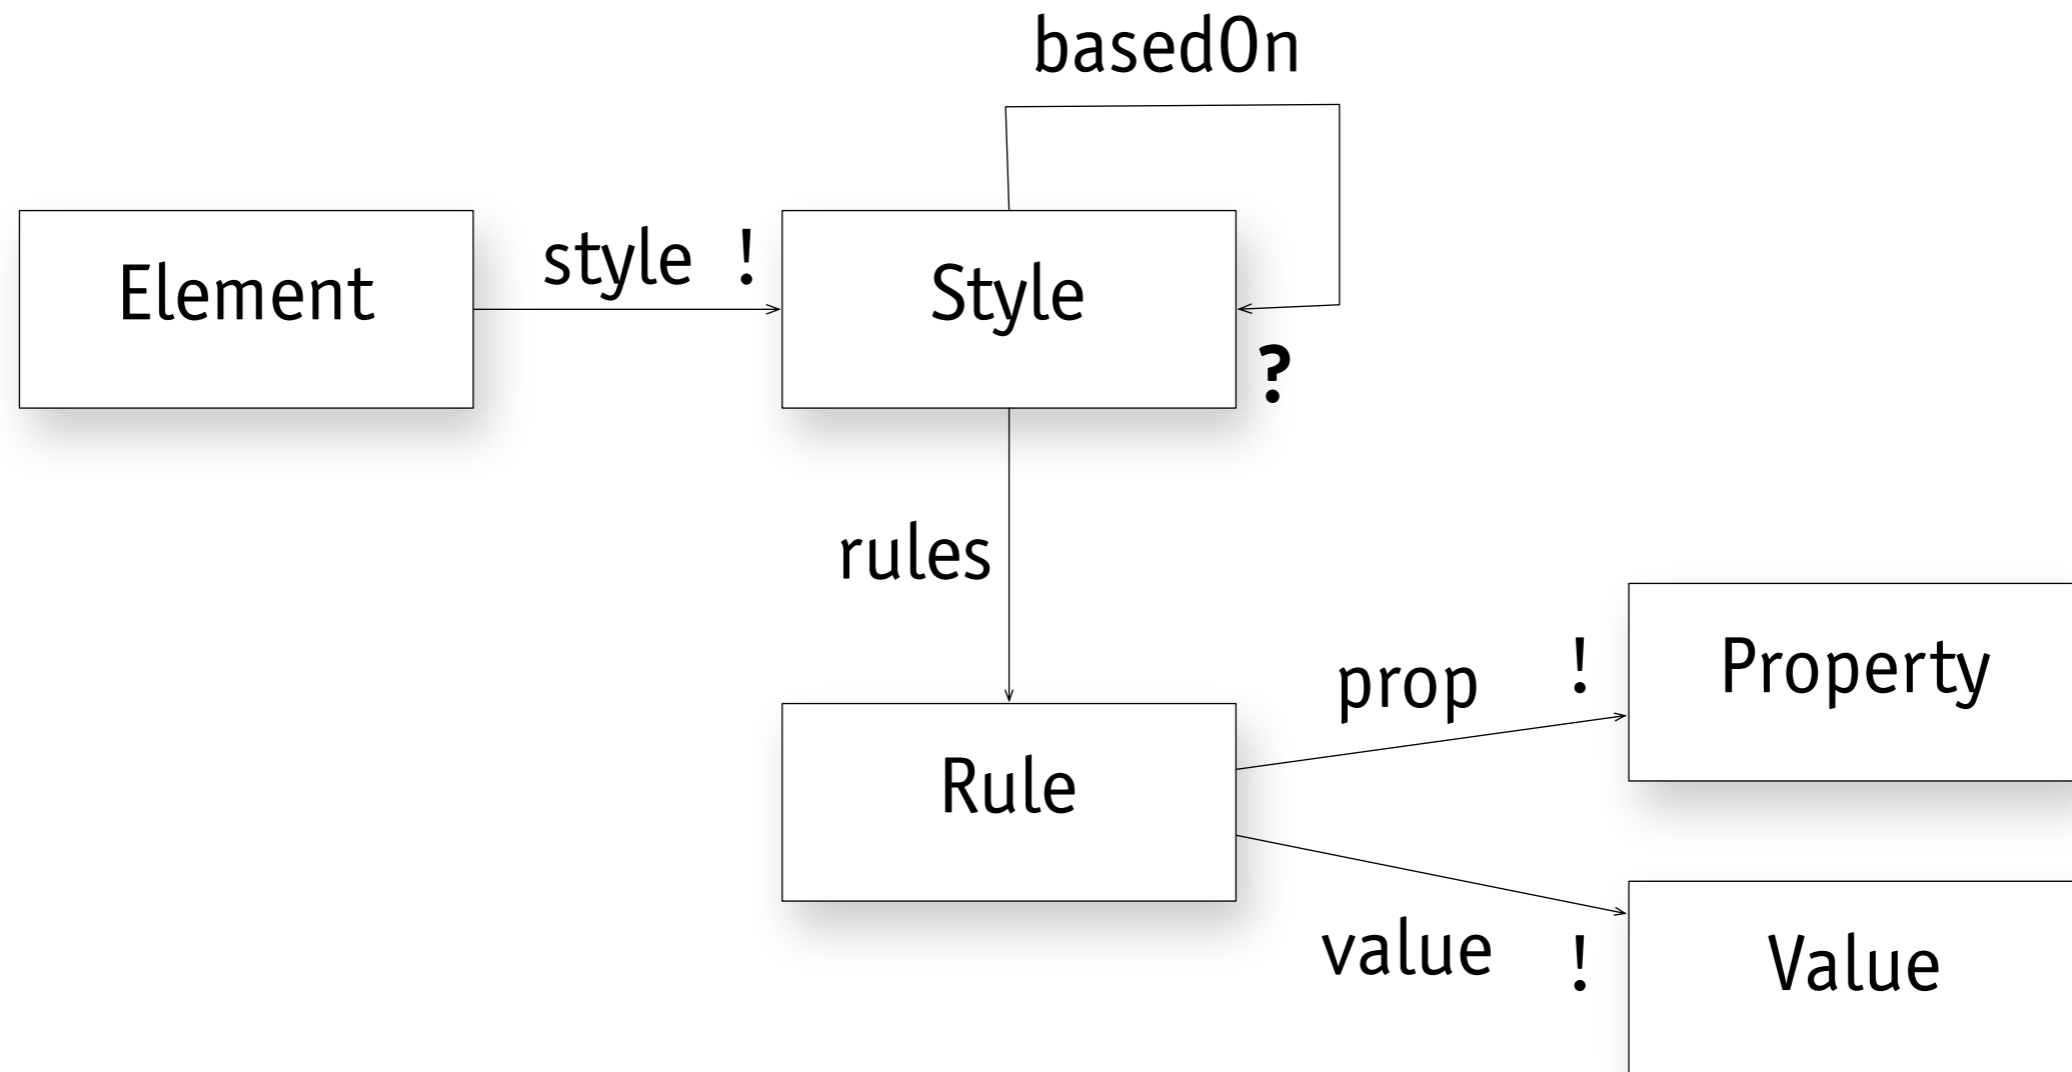 basedOn
Element
style !
Style
?
rules
prop !
Property
Rule
value !
Value